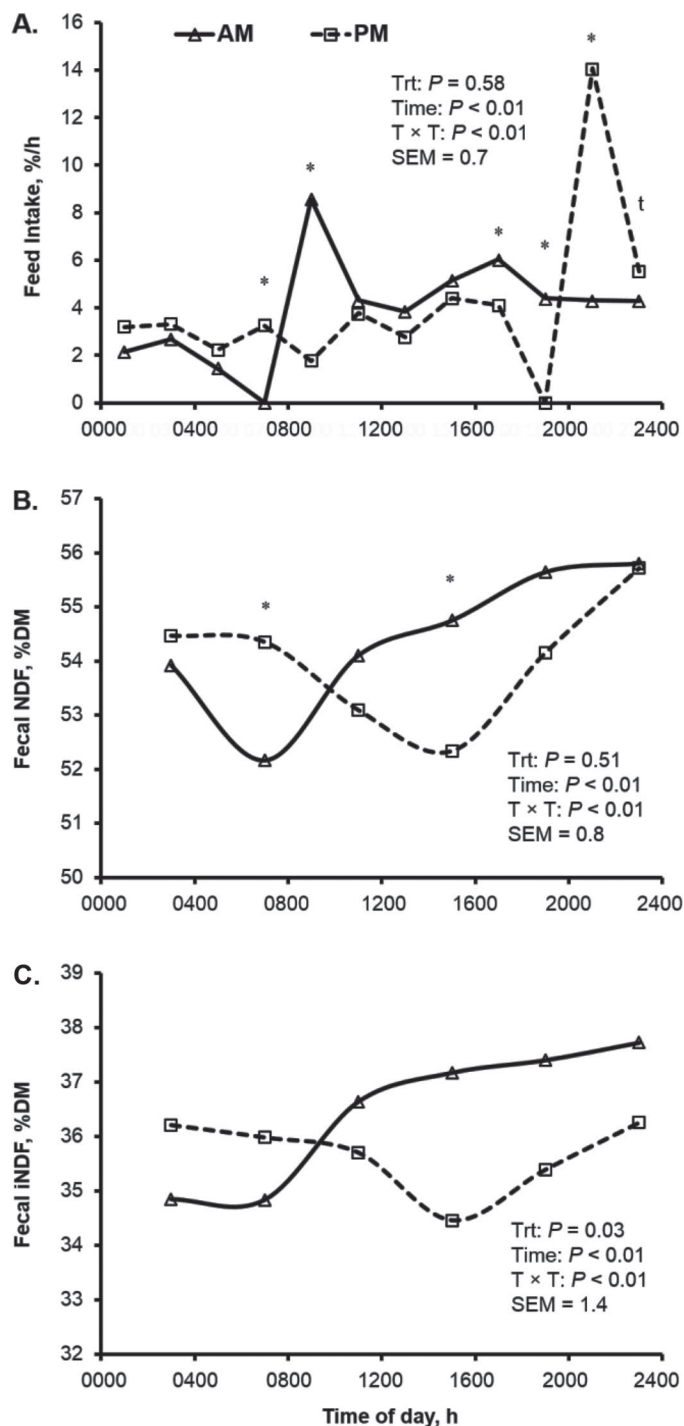 A.
AM
PM
16
14
12
10
8
6
4
2
0
Feed Intake, %/h
Trt: P = 0.58
Time: P < 0.01
T × T: P < 0.01
SEM = 0.7
*
*
*
*
*
t
0000 0400 0800 1200 1600 2000 2400
B.
57
56
55
54
53
52
51
50
Fecal NDF, %DM
*
*
Trt: P = 0.51
Time: P < 0.01
T × T: P < 0.01
SEM = 0.8
0000 0400 0800 1200 1600 2000 2400
C.
39
38
37
36
35
34
33
32
Fecal iNDF, %DM
Trt: P = 0.03
Time: P < 0.01
T × T: P < 0.01
SEM = 1.4
0000 0400 0800 1200 1600 2000 2400
Time of day, h